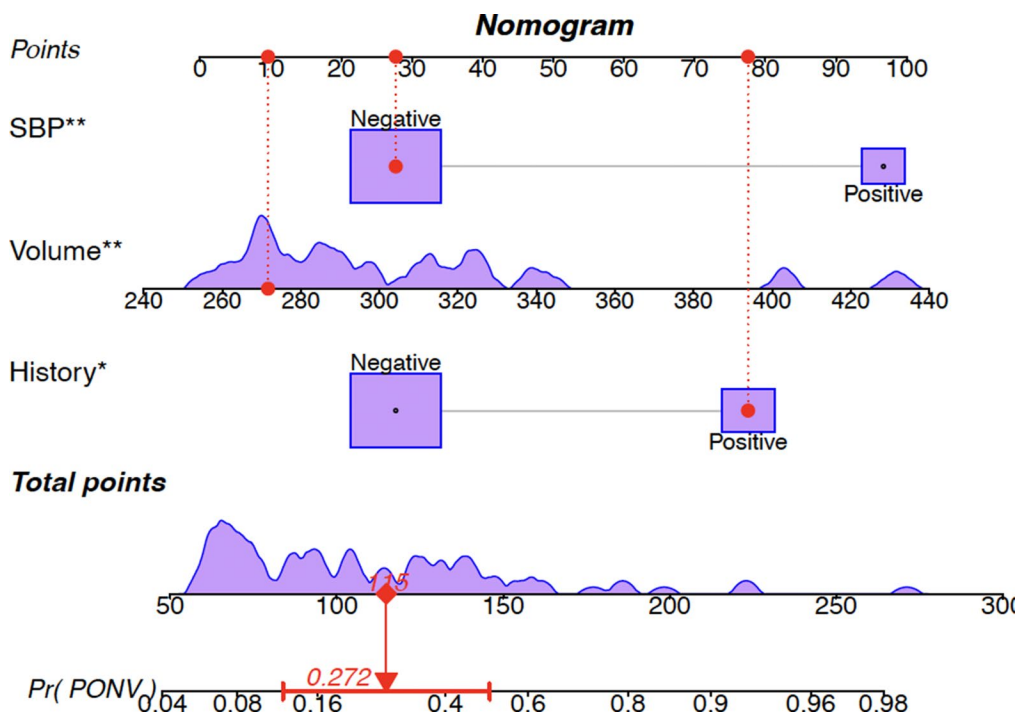 Nomogram
Points
0 10 20 30 40 50 60 70 80 90 100
Negative
SBP**
Positive
Volume**
240 260 280 300 320 340 360 380 400 420 440
Negative
History*
Positive
Total points
115
50 100 150 200 250 300
0.272
Pr( PONV )
0.04 0.08 0.16 0.4 0.6 0.8 0.9 0.96 0.98